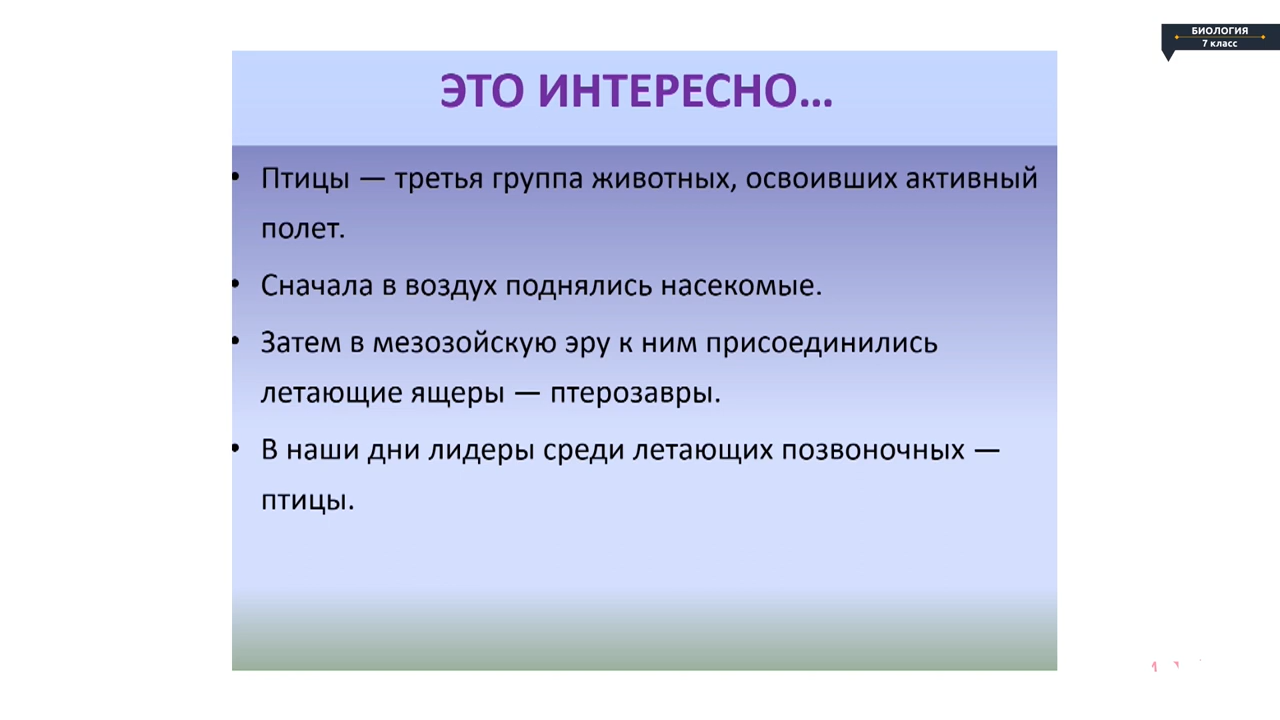 БИОЛОГИЯ
7 класс
ЭТО ИНТЕРЕСНО...
• Птицы — третья группа животных, освоивших активный
полет.
• Сначала в воздух поднялись насекомые.
• Затем в мезозойскую эру к ним присоединились
летающие ящеры — птерозавры.
• В наши дни лидеры среди летающих позвоночных —
птицы.